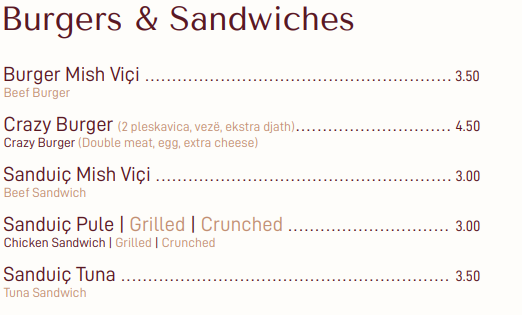 Burgers & Sandwiches
Burger Mish Viçi ................................................ 3.50
Beef Burger
Crazy Burger (2 pleskavica, vezë, ekstra djath)......................... 4.50
Crazy Burger (Double meat, egg, extra cheese)
Sanduiç Mish Viçi ............................................... 3.00
Beef Sandwich
Sanduiç Pule | Grilled | Crunched .......................... 3.00
Chicken Sandwich | Grilled | Crunched
Sanduiç Tuna .................................................... 3.50
Tuna Sandwich